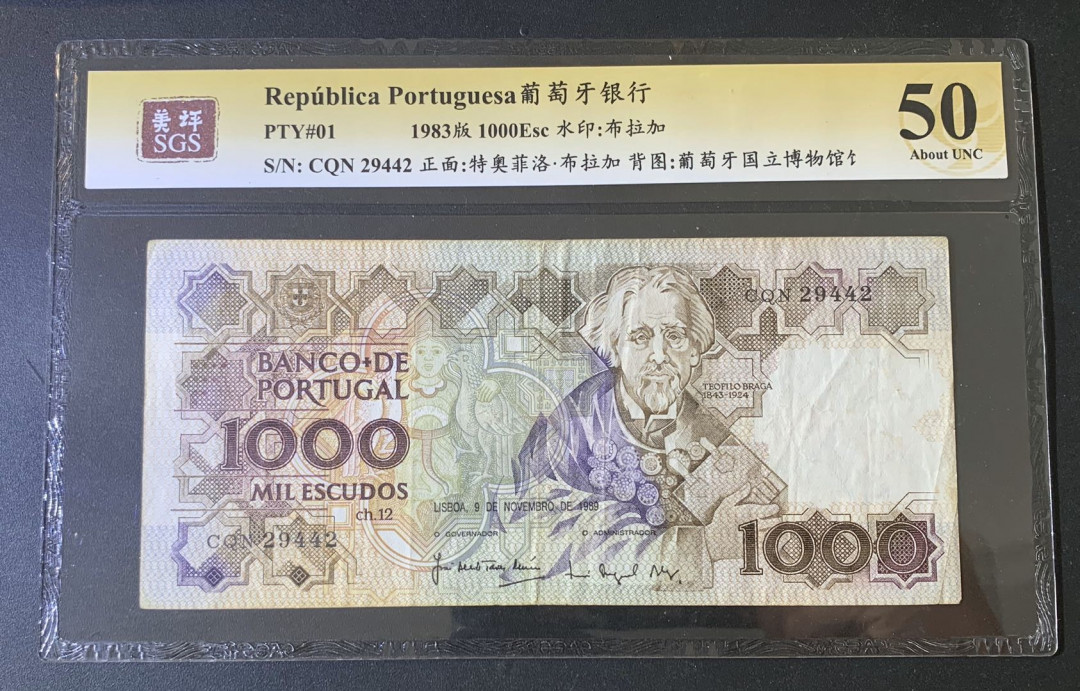 República Portuguesa葡萄牙银行
美评
SGS
PTY#01 1983版 1000Esc 水印:布拉加
S/N: CQN 29442 正面:特奥菲洛·布拉加 背图:葡萄牙国立博物馆
50
About UNC
CQN 29442
BANCO DE
PORTUGAL
TEOFILO BRAGA
1843-1924
1000
MIL ESCUDOS
ch.12
LISBOA, 9 DE NOVEMBRO DE 1989
O GOVERNADOR
O ADMINISTRADOR
CQN 29442
1000